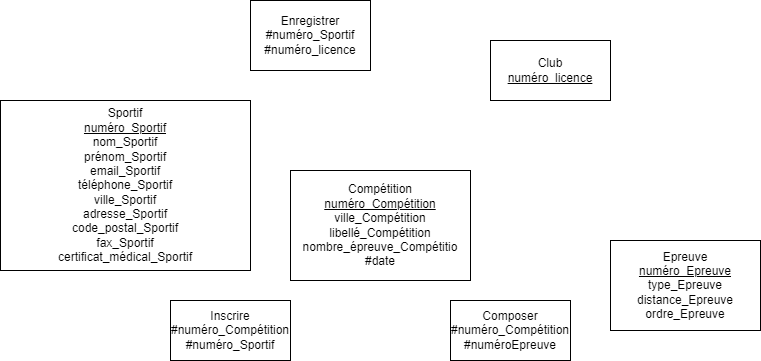 Enregistrer
#numéro_Sportif
#numéro_licence
Club
numéro_licence
Sportif
numéro_Sportif
nom_Sportif
prénom_Sportif
email_Sportif
téléphone_Sportif
ville_Sportif
adresse_Sportif
code_postal_Sportif
fax_Sportif
certificat_médical_Sportif
Compétition
numéro_Compétition
ville_Compétition
libellé_Compétition
nombre_épreuve_Compétitio
#date
Epreuve
numéro_Epreuve
type_Epreuve
distance_Epreuve
ordre_Epreuve
Inscrire
#numéro_Compétition
#numéro_Sportif
Composer
#numéro_Compétition
#numéroEpreuve